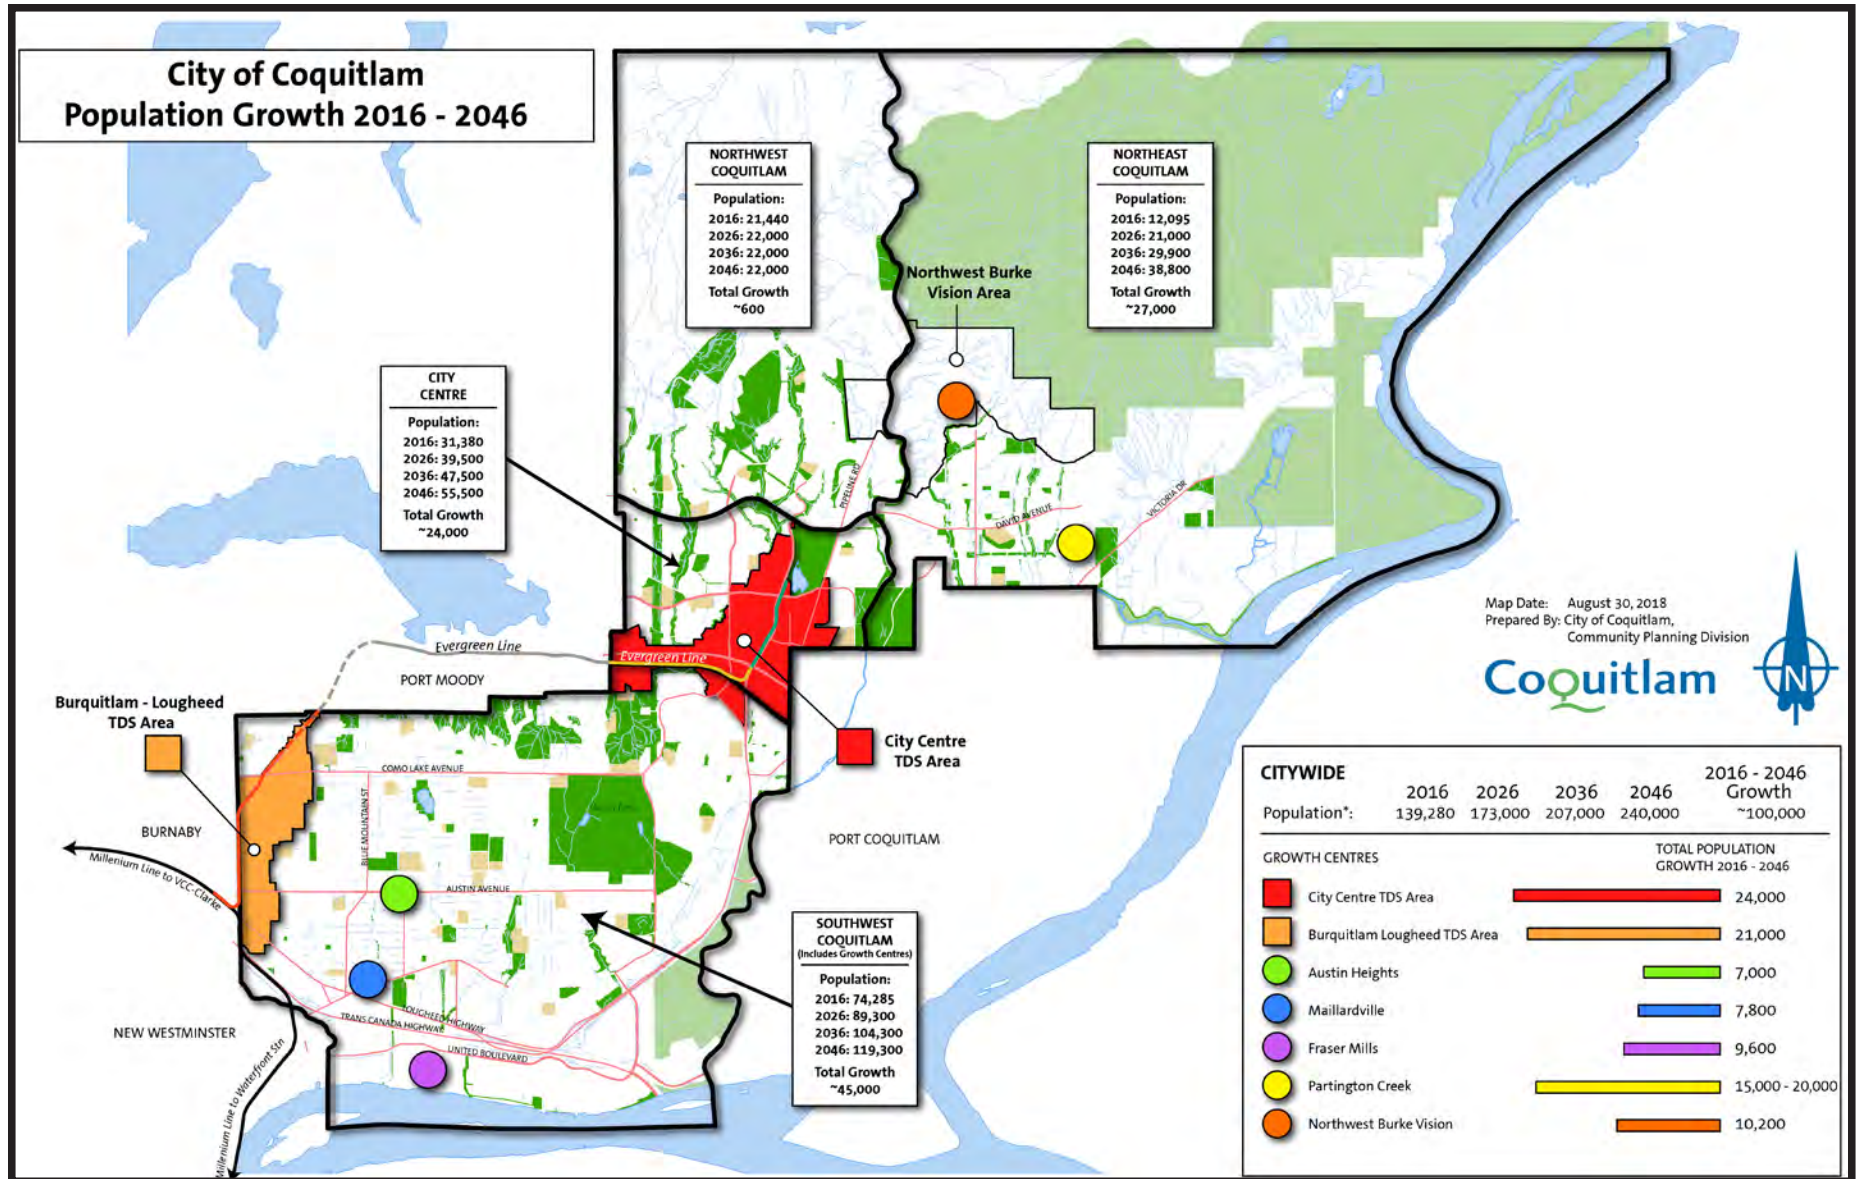 City of Coquitlam
Population Growth 2016 - 2046
NORTHWEST
COQUITLAM
Population:
2016: 21,440
2026: 22,000
2036: 22,000
2046: 22,000
Total Growth
~600
NORTHEAST
COQUITLAM
Population:
2016: 12,095
2026: 21,000
2036: 29,900
2046: 38,800
Total Growth
~27,000
Northwest Burke
Vision Area
CITY
CENTRE
Population:
2016: 31,380
2026: 39,500
2036: 47,500
2046: 55,500
Total Growth
~24,000
PIPELINE RD
DAVID AVENUE
VICTORIA DR
Evergreen Line
Evergreen Line
PORT MOODY
Burquitlam - Lougheed
TDS Area
City Centre
TDS Area
COMO LAKE AVENUE
BLUE MOUNTAIN ST
BURNABY
Millenium Line to VCC-Clarke
AUSTIN AVENUE
PORT COQUITLAM
SOUTHWEST
COQUITLAM
(Includes Growth Centres)
Population:
2016: 74,285
2026: 89,300
2036: 104,300
2046: 119,300
Total Growth
~45,000
LOUGHEED HIGHWAY
TRANS CANADA HIGHWAY
UNITED BOULEVARD
NEW WESTMINSTER
Millenium Line to Waterfront Stn
Map Date: August 30, 2018
Prepared By: City of Coquitlam,
Community Planning Division
Coquitlam
N
CITYWIDE
2016 2026 2036 2046 2016 - 2046 Growth
Population*: 139,280 173,000 207,000 240,000 ~100,000
GROWTH CENTRES
TOTAL POPULATION
GROWTH 2016 - 2046
City Centre TDS Area 24,000
Burquitlam Lougheed TDS Area 21,000
Austin Heights 7,000
Maillardville 7,800
Fraser Mills 9,600
Partington Creek 15,000 - 20,000
Northwest Burke Vision 10,200